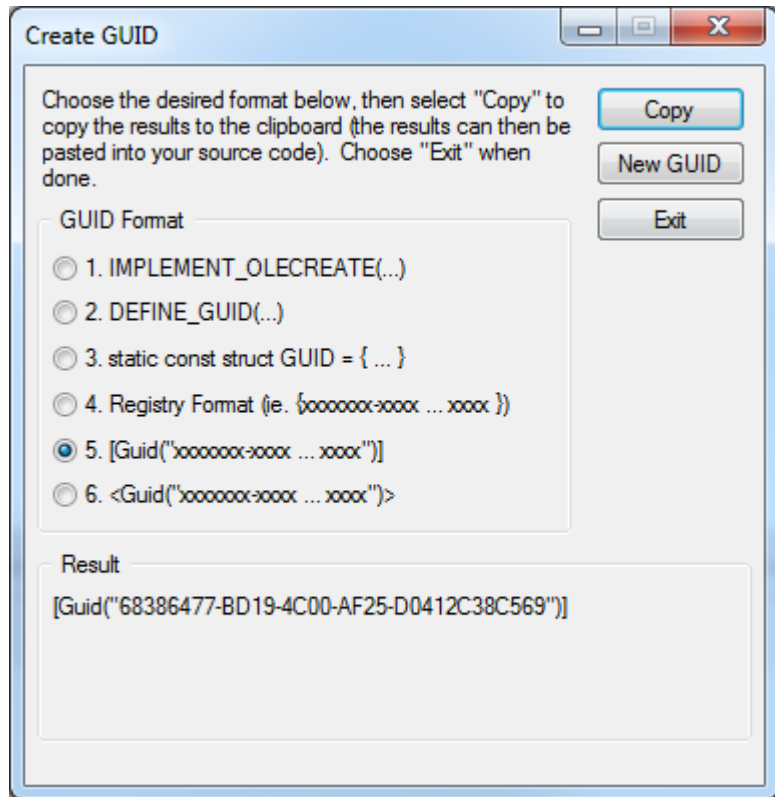 Create GUID
Choose the desired format below, then select "Copy" to
copy the results to the clipboard (the results can then be
pasted into your source code).  Choose "Exit" when
done.
Copy
New GUID
Exit
GUID Format
1. IMPLEMENT_OLECREATE(...)
2. DEFINE_GUID(...)
3. static const struct GUID = { ... }
4. Registry Format (ie. {xxxxxxx-xxxx ... xxxx })
5. [Guid("xxxxxxx-xxxx ... xxxx")]
6. <Guid("xxxxxxx-xxxx ... xxxx")>
Result
[Guid("68386477-BD19-4C00-AF25-D0412C38C569")]